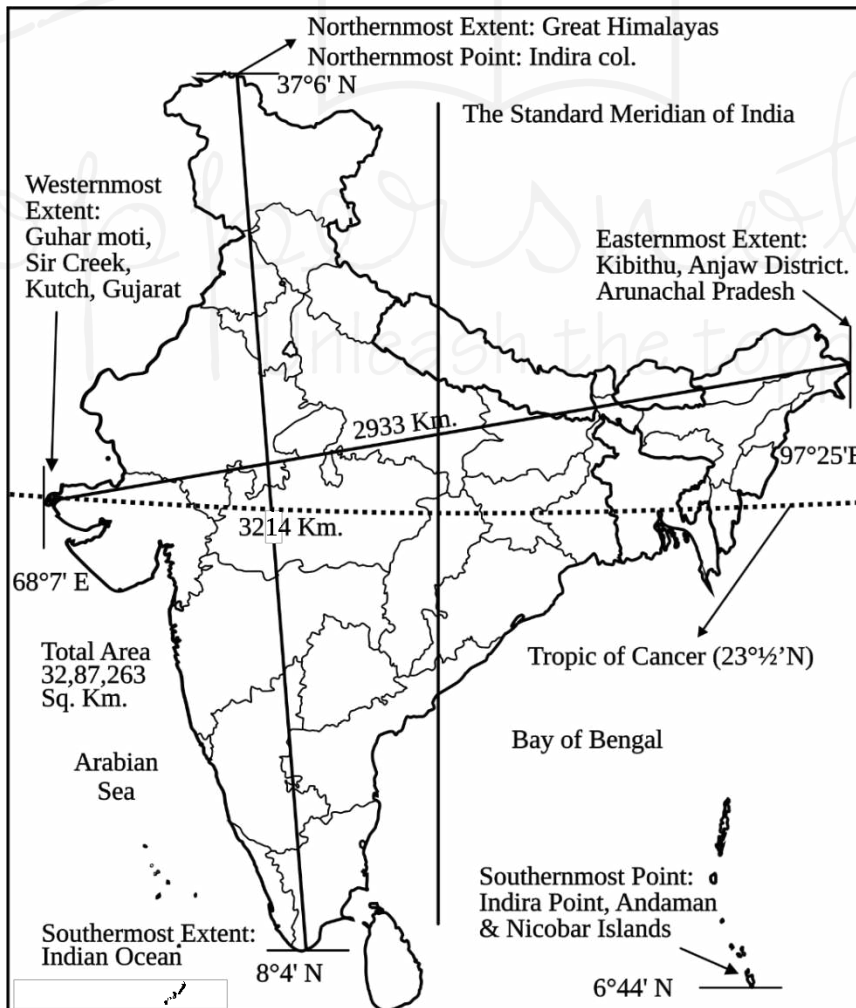 Northernmost Extent: Great Himalayas
Northernmost Point: Indira col.
37°6' N
The Standard Meridian of India
Westernmost
Extent:
Guhar moti,
Sir Creek,
Kutch, Gujarat
Easternmost Extent:
Kibithu, Anjaw District.
Arunachal Pradesh
Unleash the topp
2933 Km.
97°25'E
3214 Km.
68°7' E
Total Area
32,87,263
Sq. Km.
Tropic of Cancer (23°½’N)
Bay of Bengal
Arabian
Sea
Southernmost Point:
Indira Point, Andaman
& Nicobar Islands
Southermost Extent:
Indian Ocean
8°4' N
6°44' N